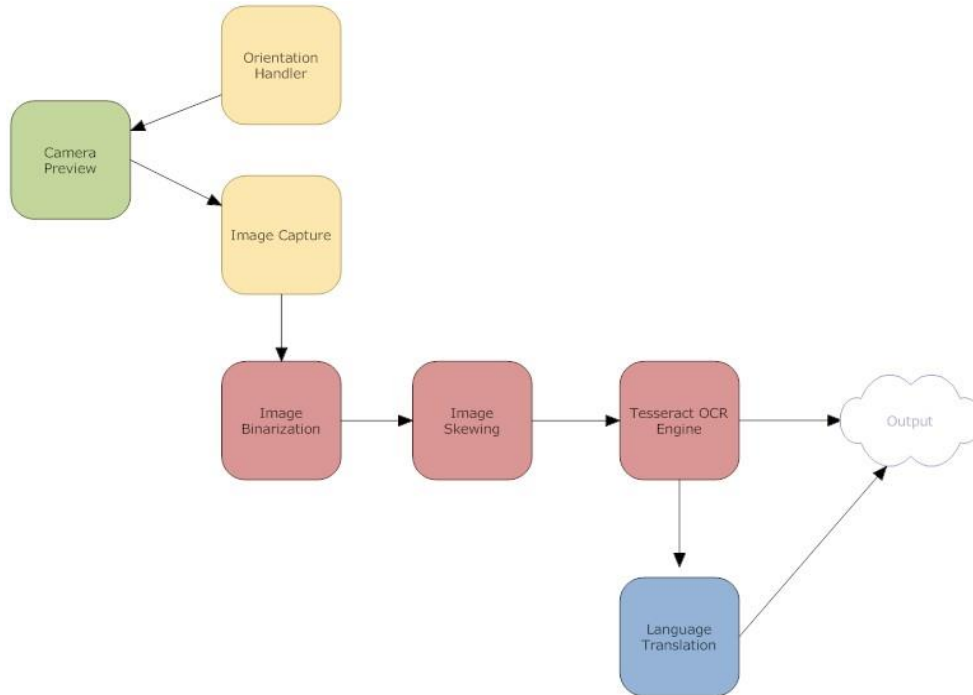 Orientation
Handler
Camera
Preview
Image Capture
Image
Binarization
Image
Skewing
Tesseract OCR
Engine
Output
Language
Translation